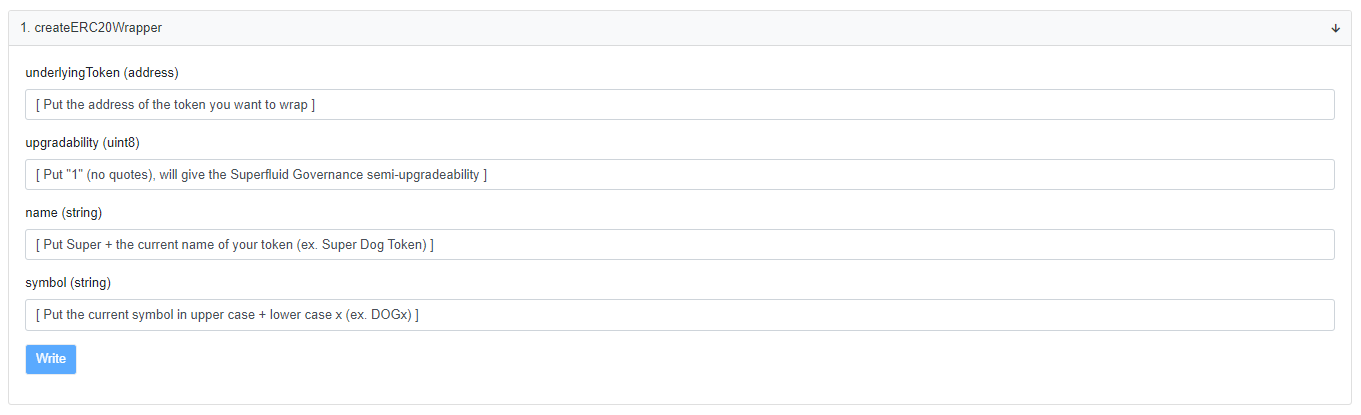 1. createERC20Wrapper
underlyingToken (address)
[ Put the address of the token you want to wrap ]
upgradability (uint8)
[ Put "1" (no quotes), will give the Superfluid Governance semi-upgradeability ]
name (string)
[ Put Super + the current name of your token (ex. Super Dog Token) ]
symbol (string)
[ Put the current symbol in upper case + lower case x (ex. DOGx) ]
Write